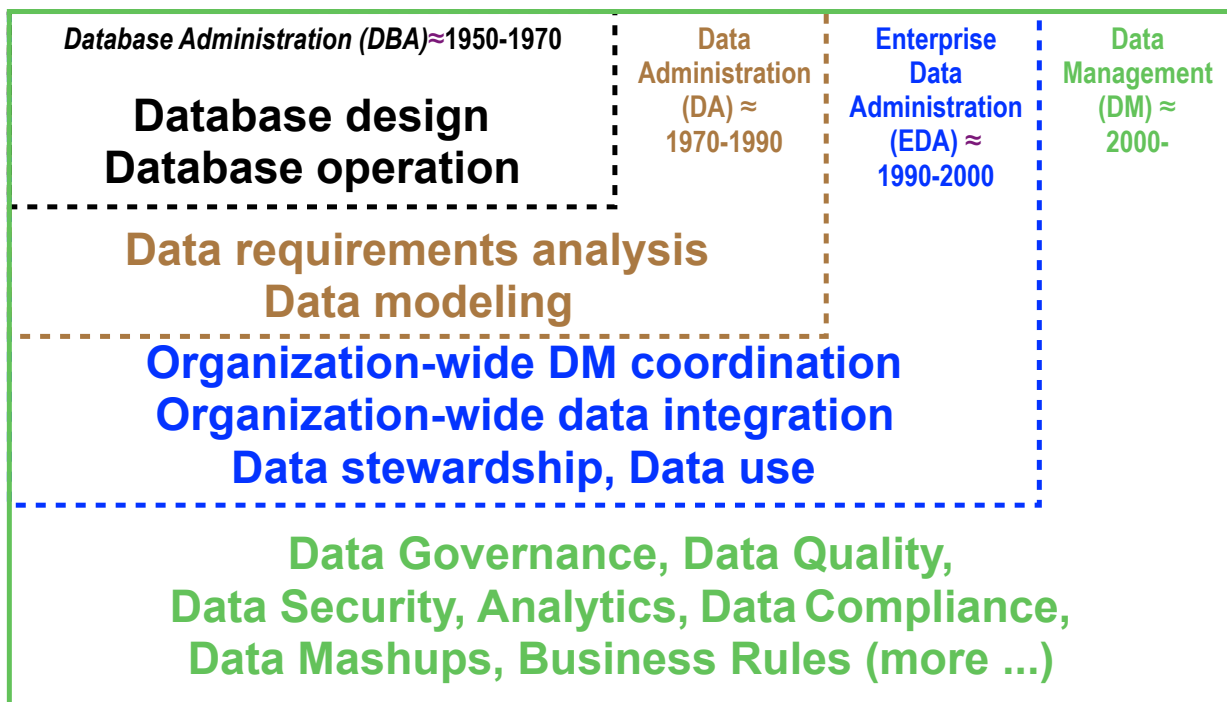 Database Administration (DBA)≈1950-1970
Database design
Database operation
Data
Administration
(DA) ≈
1970-1990
Enterprise
Data
Administration
(EDA) ≈
1990-2000
Data
Management
(DM) ≈
2000-
Data requirements analysis
Data modeling
Organization-wide DM coordination
Organization-wide data integration
Data stewardship, Data use
Data Governance, Data Quality,
Data Security, Analytics, Data Compliance,
Data Mashups, Business Rules (more ...)